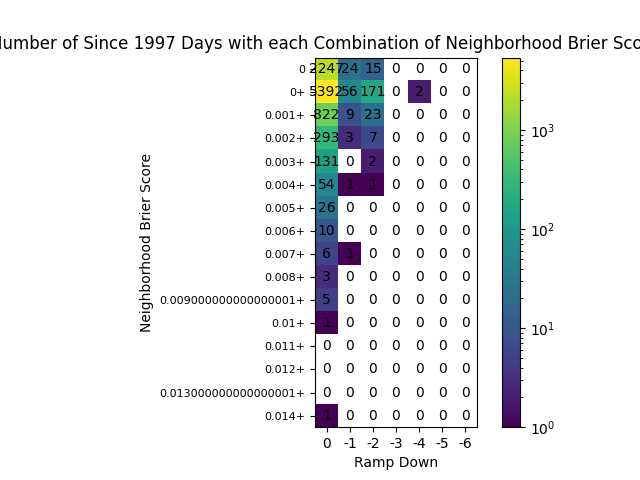 Number of Since 1997 Days with each Combination of Neighborhood Brier Sco
Neighborhood Brier Score
0 2247 24 15 0 0 0 0
0+ 5392 56 171 0 2 0 0
0.001+ 822 9 23 0 0 0 0
0.002+ 293 3 7 0 0 0 0
0.003+ 131 0 2 0 0 0 0
0.004+ 54 1 1 0 0 0 0
0.005+ 26 0 0 0 0 0 0
0.006+ 10 0 0 0 0 0 0
0.007+ 6 1 0 0 0 0 0
0.008+ 3 0 0 0 0 0 0
0.009000000000000001+ 5 0 0 0 0 0 0
0.01+ 1 0 0 0 0 0 0
0.011+ 0 0 0 0 0 0 0
0.012+ 0 0 0 0 0 0 0
0.013000000000000001+ 0 0 0 0 0 0 0
0.014+ 1 0 0 0 0 0 0
0 -1 -2 -3 -4 -5 -6
Ramp Down
10³
10²
10¹
10⁰